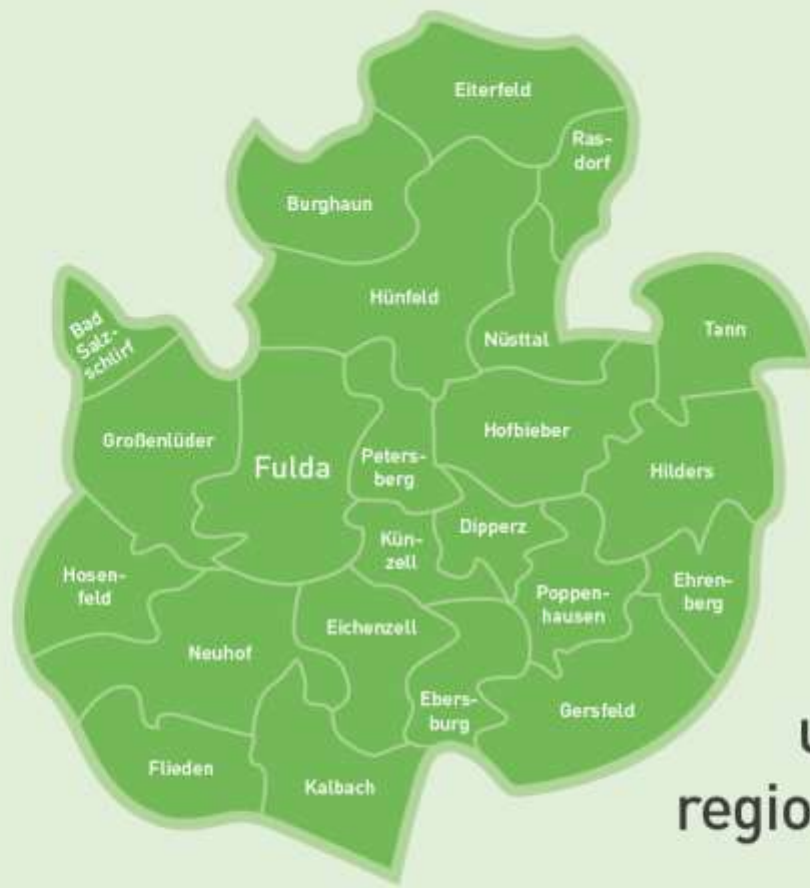 Eiterfeld
Ras-
dorf
Burghaun
Hünfeld
Nüsttal
Tann
Bad
Salz-
schlirf
Großenlüder
Fulda
Peters-
berg
Hofbieber
Hilders
Dipperz
Kün-
zell
Hosen-
feld
Poppen-
hausen
Ehren-
berg
Neuhof
Eichenzell
Ebers-
burg
Gersfeld
Flieden
Kalbach
u
regio